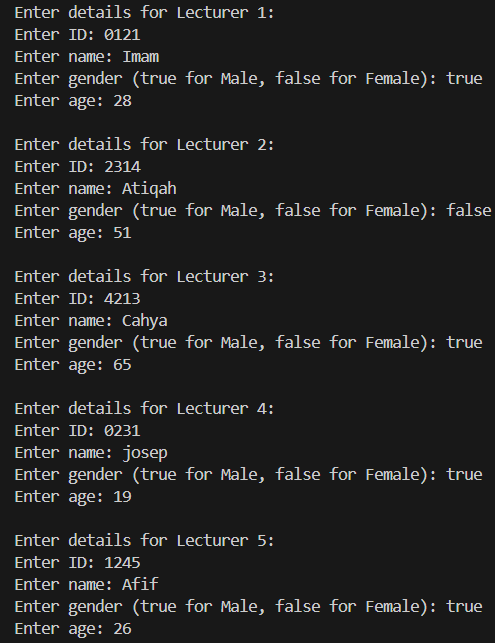 Enter details for Lecturer 1:
Enter ID: 0121
Enter name: Imam
Enter gender (true for Male, false for Female): true
Enter age: 28
Enter details for Lecturer 2:
Enter ID: 2314
Enter name: Atiqah
Enter gender (true for Male, false for Female): false
Enter age: 51
Enter details for Lecturer 3:
Enter ID: 4213
Enter name: Cahya
Enter gender (true for Male, false for Female): true
Enter age: 65
Enter details for Lecturer 4:
Enter ID: 0231
Enter name: josep
Enter gender (true for Male, false for Female): true
Enter age: 19
Enter details for Lecturer 5:
Enter ID: 1245
Enter name: Afif
Enter gender (true for Male, false for Female): true
Enter age: 26